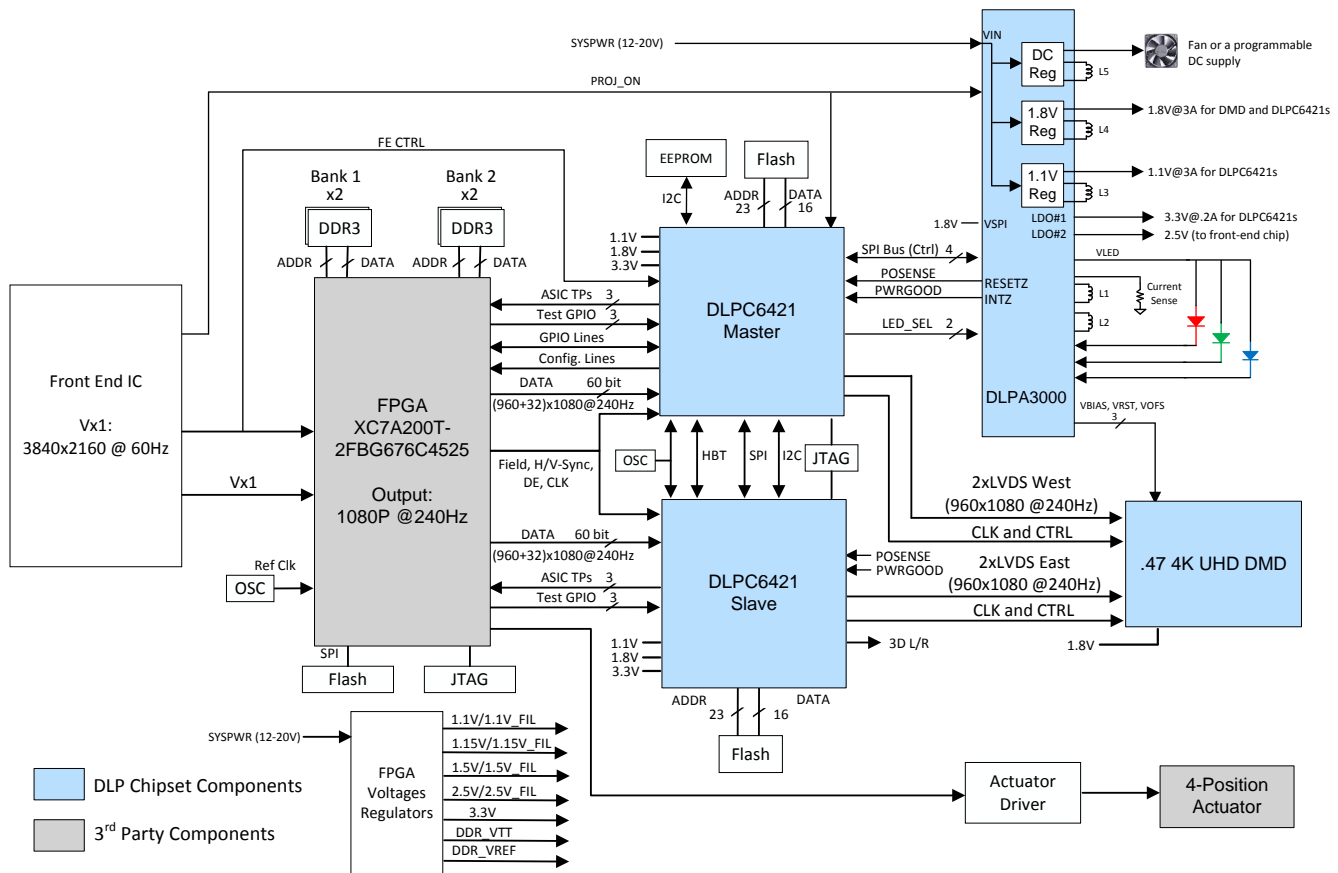 SYSPWR (12-20V)
VIN
DC
Reg
L5
Fan or a programmable
DC supply
PROJ_ON
1.8V
Reg
L4
1.8V@3A for DMD and DLPC6421s
FE CTRL
EEPROM
Flash
1.1V
Reg
L3
1.1V@3A for DLPC6421s
Bank 1
x2
Bank 2
x2
I2C
ADDR
23
DATA
16
DDR3
DDR3
1.8V
VSPI
LDO#1
3.3V@.2A for DLPC6421s
LDO#2
2.5V (to front-end chip)
ADDR
DATA
ADDR
DATA
1.1V
1.8V
3.3V
SPI Bus (Ctrl)
4
VLED
POSENSE
RESETZ
PWRGOOD
INTZ
L1
Current
Sense
L2
ASIC TPs
3
Test GPIO
3
GPIO Lines
Config. Lines
DATA
60 bit
(960+32)x1080@240Hz
DLPC6421
Master
LED_SEL
2
DLPA3000
VBIAS, VRST, VOFS
3
Front End IC
Vx1:
3840x2160 @ 60Hz
FPGA
XC7A200T-
2FBG676C4525
Output:
1080P @240Hz
Vx1
Field, H/V-Sync,
DE, CLK
OSC
HBT
SPI
I2C
JTAG
2xLVDS West
(960x1080 @240Hz)
CLK and CTRL
DATA
60 bit
(960+32)x1080@240Hz
ASIC TPs
3
Test GPIO
3
DLPC6421
Slave
POSENSE
PWRGOOD
2xLVDS East
(960x1080 @240Hz)
CLK and CTRL
.47 4K UHD DMD
Ref Clk
OSC
1.1V
1.8V
3.3V
3D L/R
1.8V
SPI
Flash
JTAG
ADDR
23
DATA
16
Flash
SYSPWR (12-20V)
FPGA
Voltages
Regulators
1.1V/1.1V_FIL
1.15V/1.15V_FIL
1.5V/1.5V_FIL
2.5V/2.5V_FIL
3.3V
DDR_VTT
DDR_VREF
DLP Chipset Components
3rd Party Components
Actuator
Driver
4-Position
Actuator